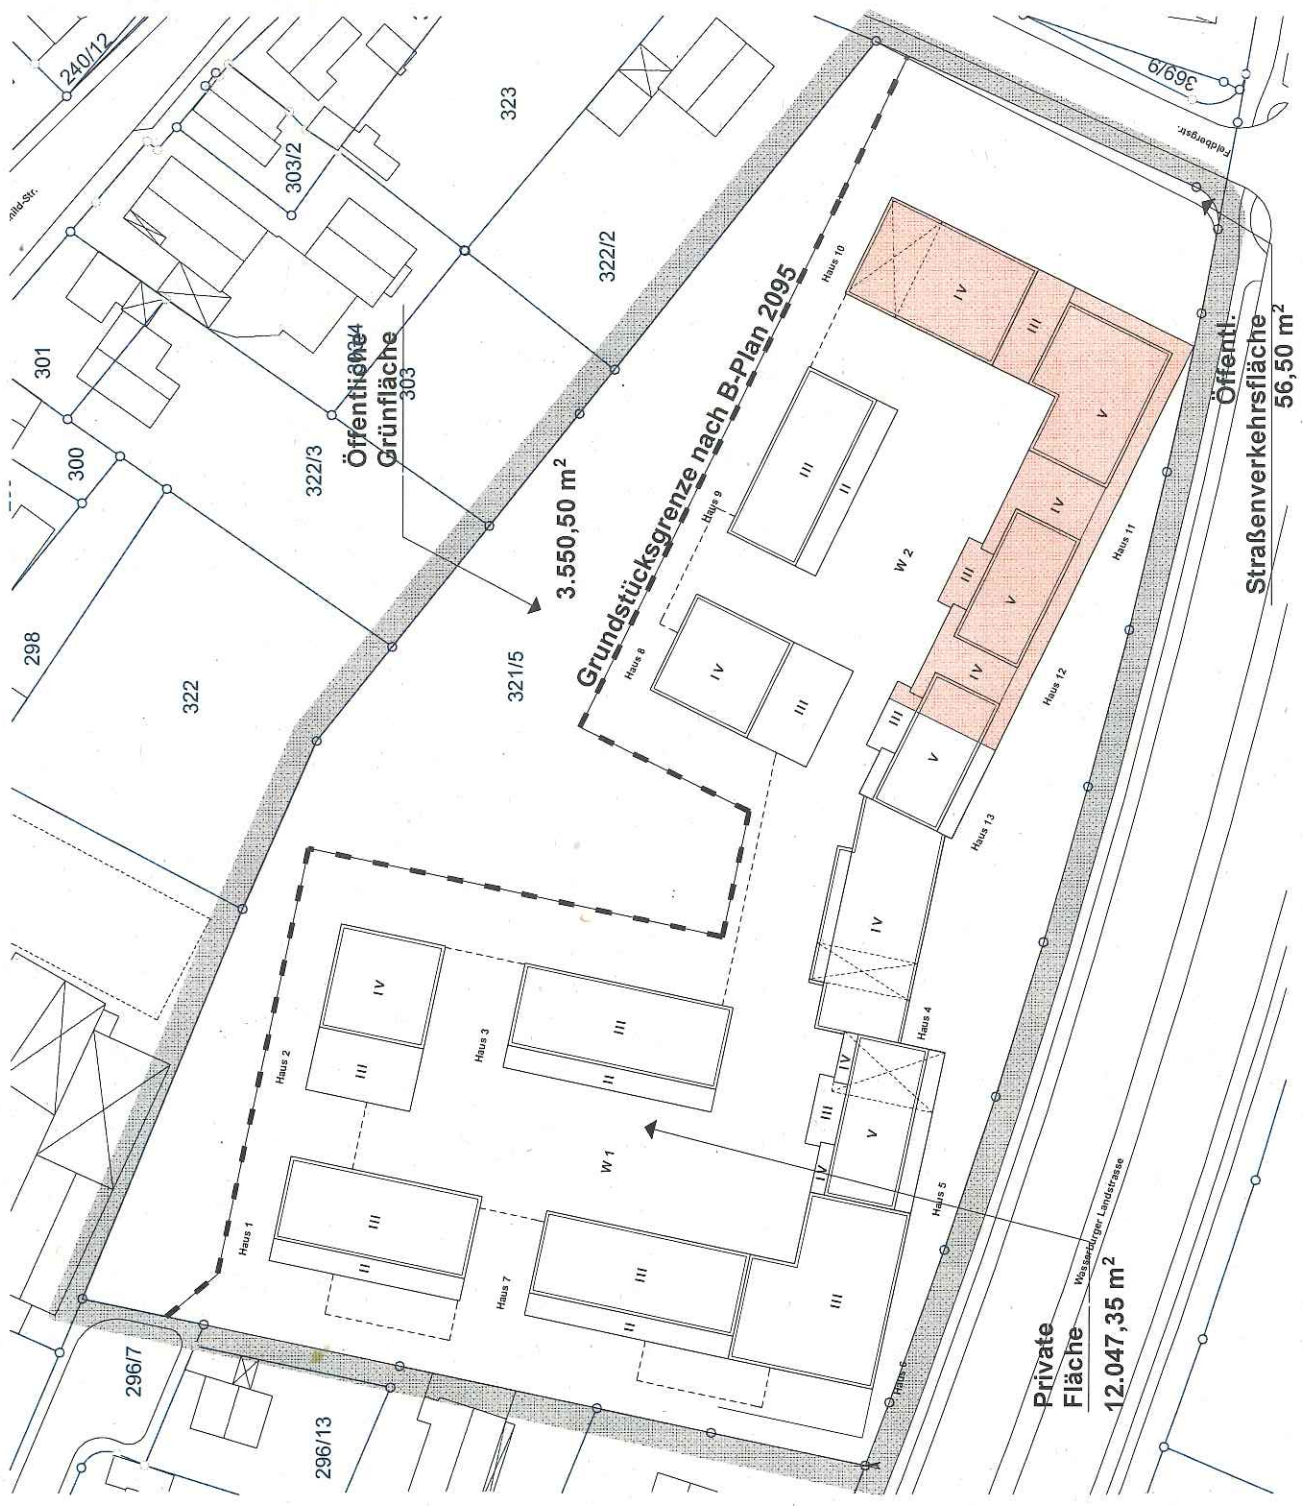 240/12
303/2
323
369/9
Feldbergstr.
301
300
298
322
322/3
322/2
303
Öffentliche
Grünfläche
3.550,50 m²
321/5
Grundstücksgrenze nach B-Plan 2095
Haus 10
IV
III
V
IV
V
III
IV
III
V
Haus 9
III
II
W 2
Haus 8
IV
III
Haus 11
Haus 12
Haus 13
Öffentl.
Straßenverkehrsfläche
56,50 m²
IV
Haus 4
Haus 2
IV
III
Haus 3
III
II
W 1
IV
III
IV
V
Haus 5
Haus 1
III
II
Haus 7
III
II
III
Haus 6
Wasserburger Landstrasse
Private
Fläche
12.047,35 m²
296/7
296/13